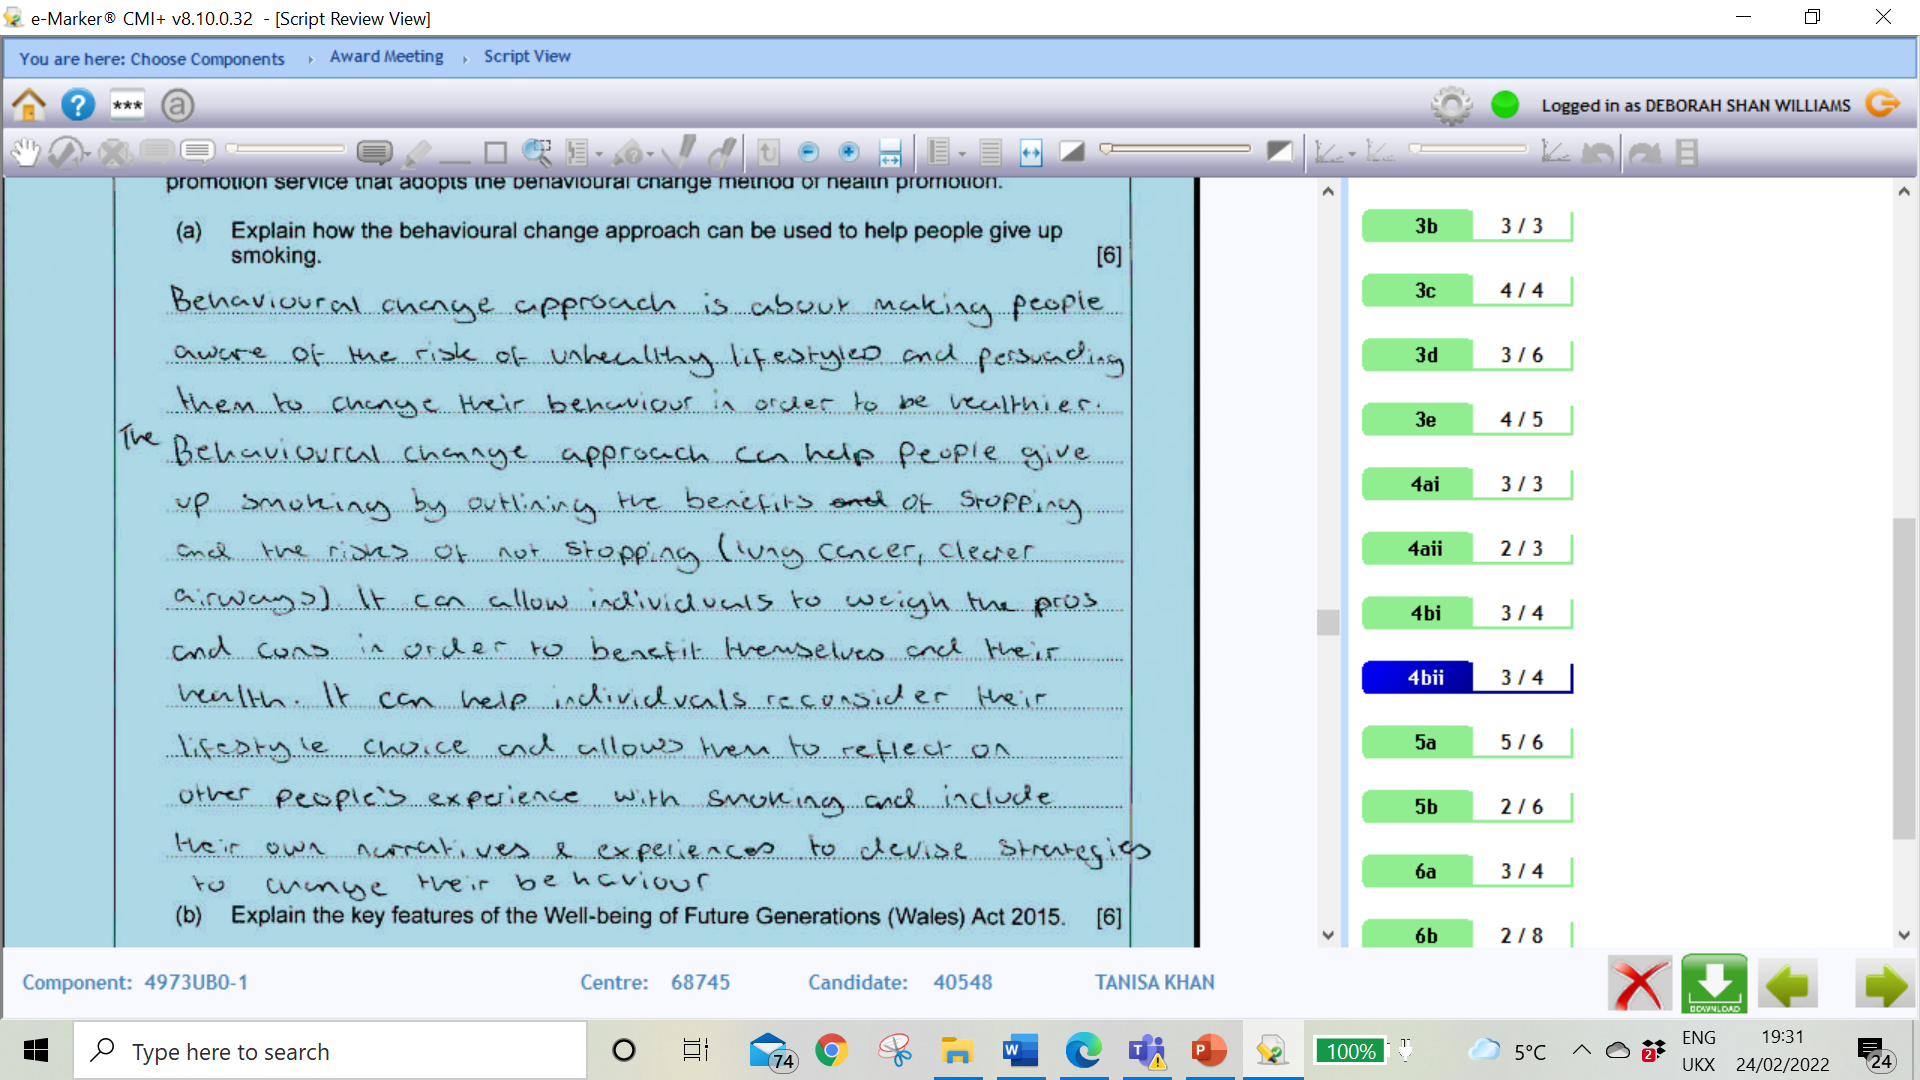 e-Marker® CMI+ v8.10.0.32 - [Script Review View]
You are here: Choose Components › Award Meeting › Script View
*** a
Logged in as DEBORAH SHAN WILLIAMS
promotion service that adopts the behavioural change method of health promotion.
(a) Explain how the behavioural change approach can be used to help people give up
smoking. [6]
Behavioural change approach is about making people
aware of the risk of unhealthy lifestyles and persuading
them to change their behaviour in order to be healthier.
The Behavioural change approach can help people give
up smoking by outlining the benefits and of stopping
and the risks of not stopping (lung cancer, clearer
airways). It can allow individuals to weigh the pros
and cons in order to benefit themselves and their
health. It can help individuals reconsider their
lifestyle choice and allows them to reflect on
other people's experience with smoking and include
their own narratives & experiences to devise strategies
to change their behaviour
(b) Explain the key features of the Well-being of Future Generations (Wales) Act 2015. [6]
3b 3 / 3
3c 4 / 4
3d 3 / 6
3e 4 / 5
4ai 3 / 3
4aii 2 / 3
4bi 3 / 4
4bii 3 / 4
5a 5 / 6
5b 2 / 6
6a 3 / 4
6b 2 / 8
Component: 4973UB0-1 Centre: 68745 Candidate: 40548 TANISA KHAN
DOWNLOAD
Type here to search
74
100%
5°C
2
ENG
UKX
19:31
24/02/2022
24